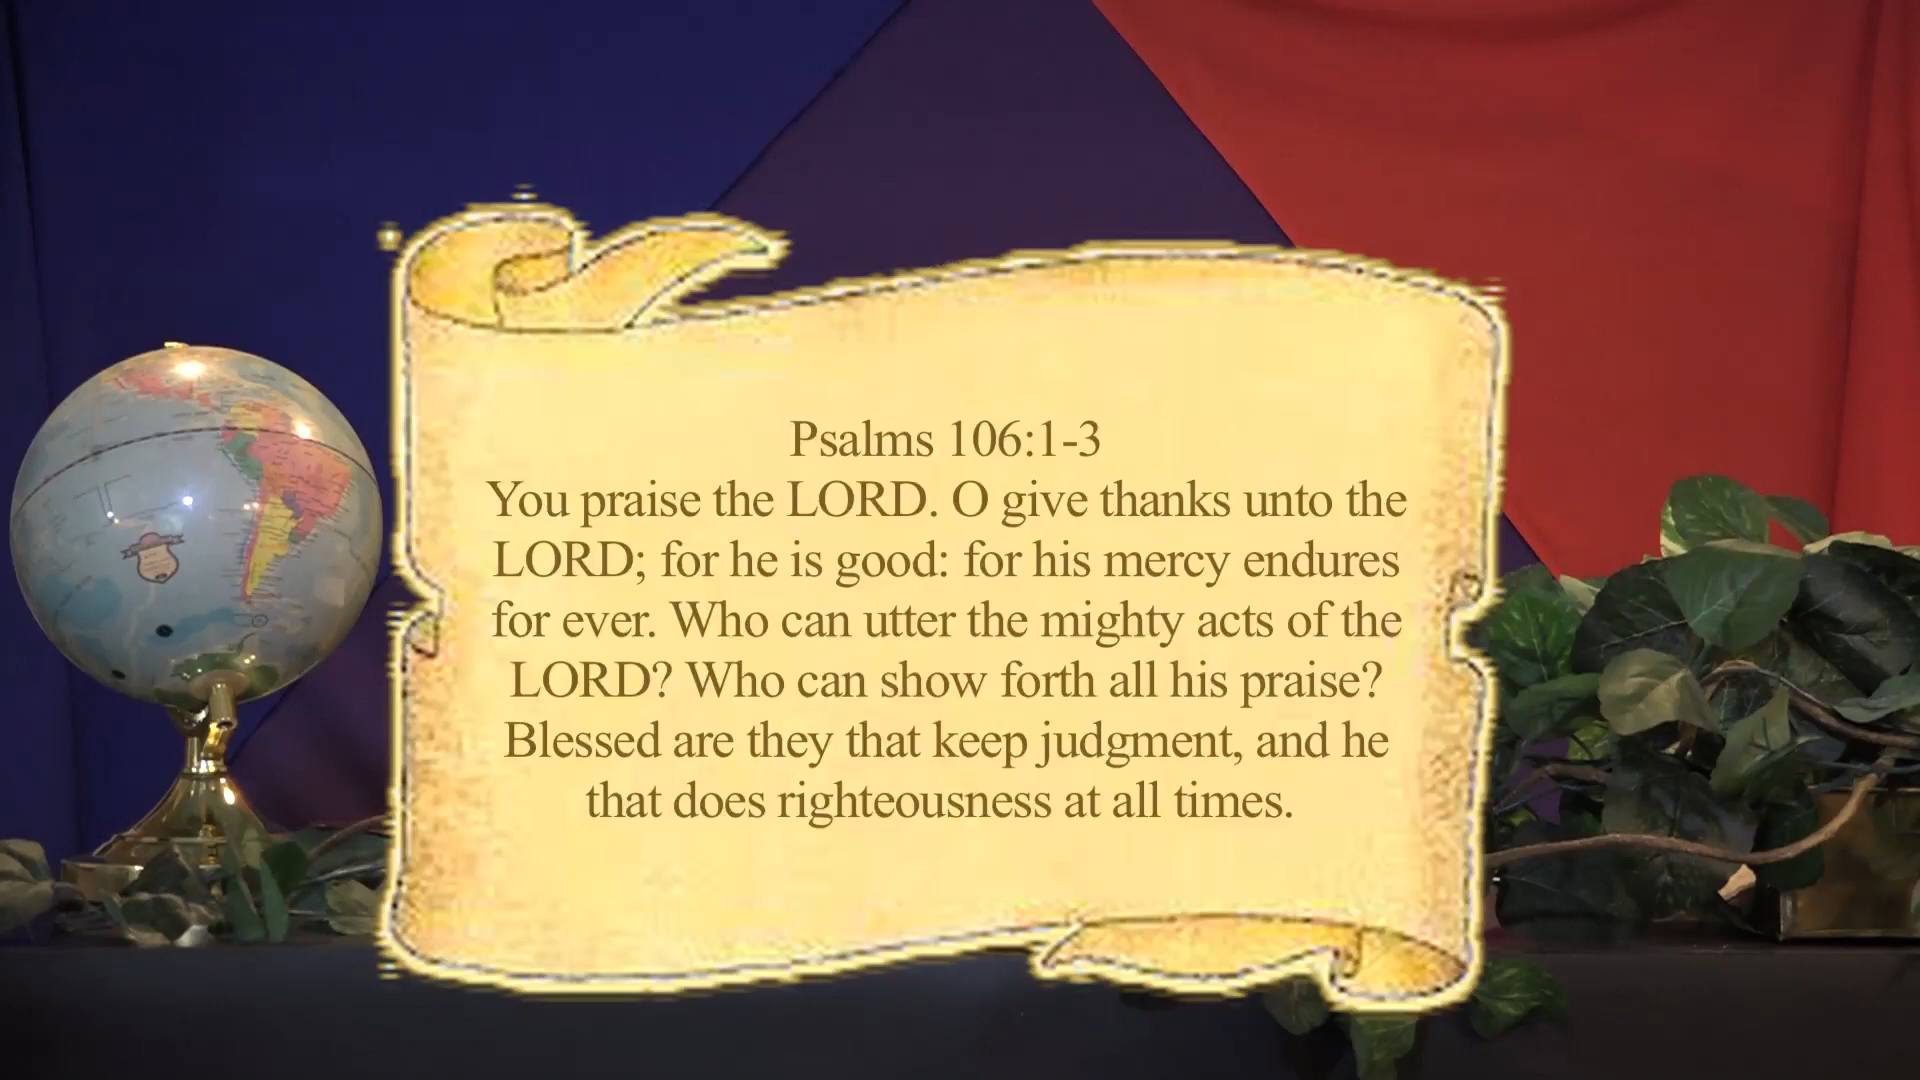 Psalms 106:1-3
You praise the LORD. O give thanks unto the
LORD; for he is good: for his mercy endures
for ever. Who can utter the mighty acts of the
LORD? Who can show forth all his praise?
Blessed are they that keep judgment, and he
that does righteousness at all times.